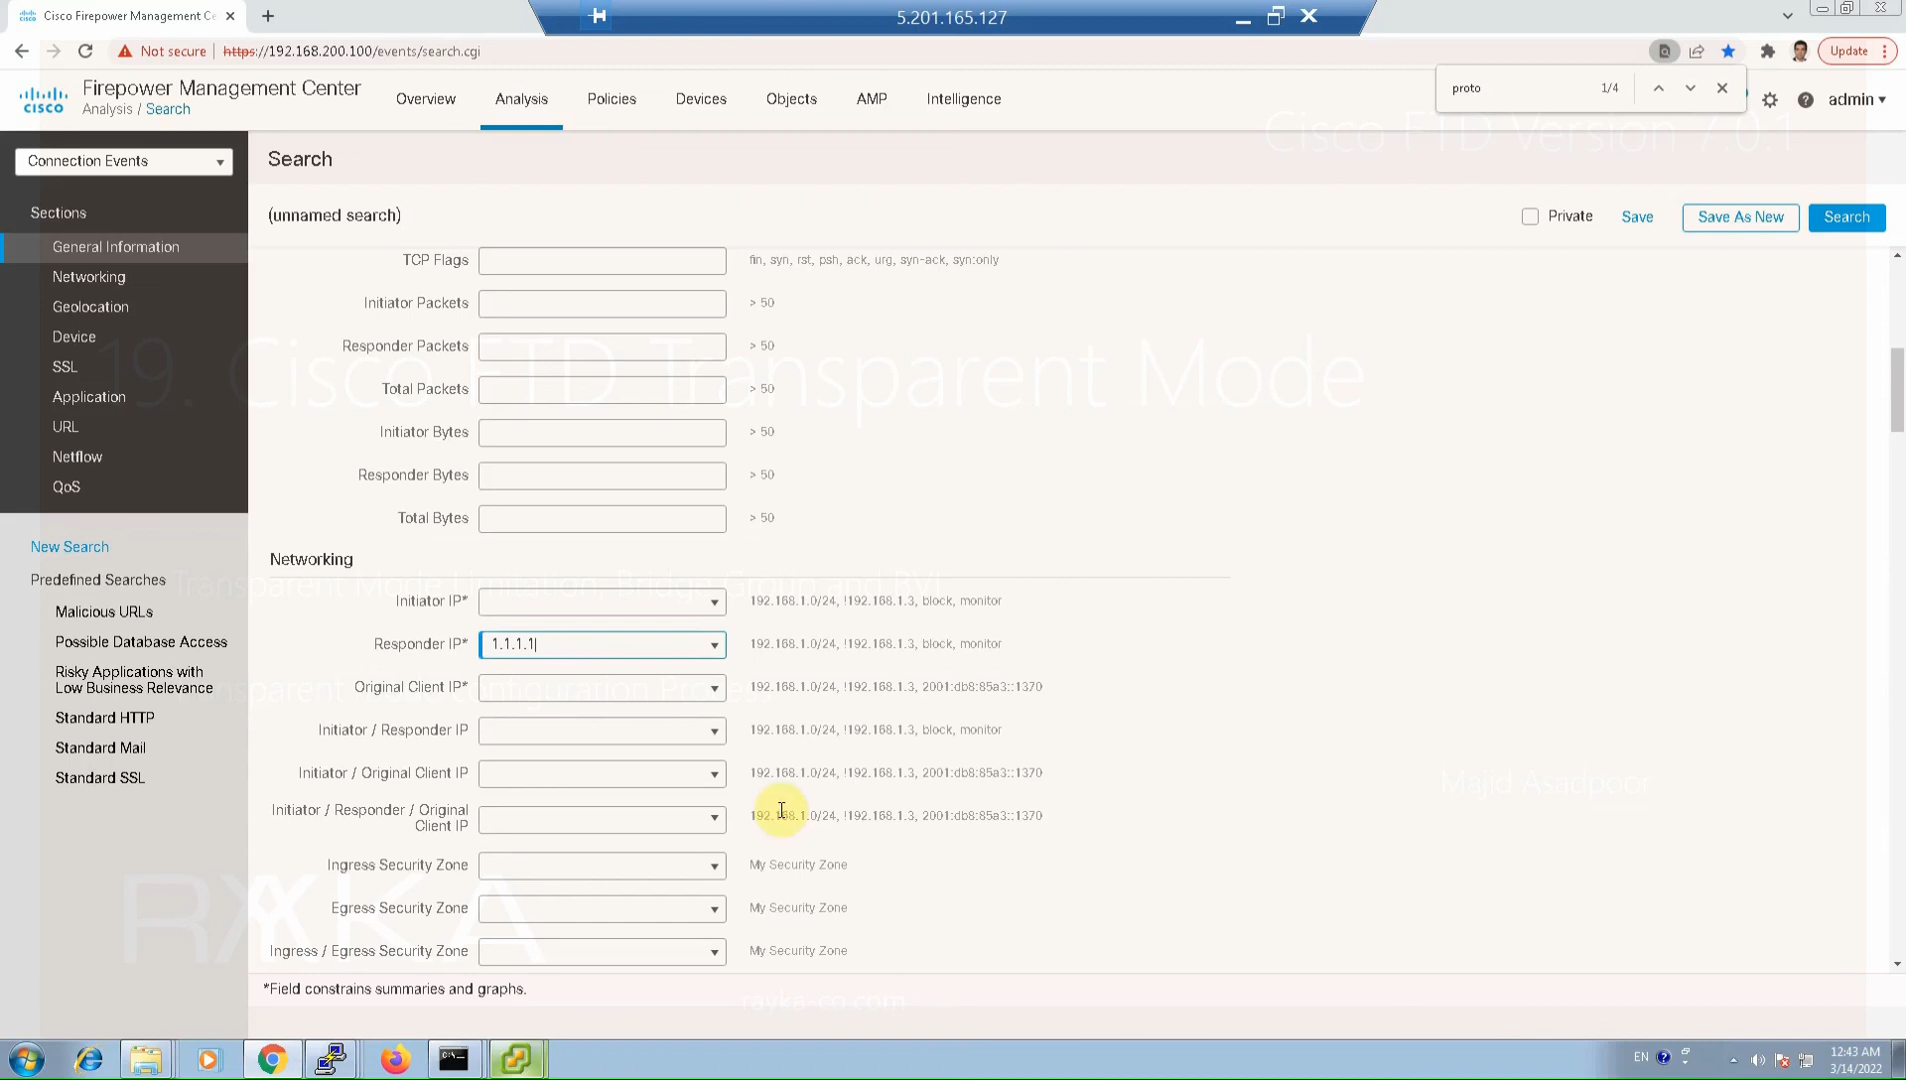 Cisco Firepower Management Ce
5.201.165.127
Not secure
https://192.168.200.100/events/search.cgi
Update
proto
1/4
CISCO
Firepower Management Center
Analysis / Search
Overview
Analysis
Policies
Devices
Objects
AMP
Intelligence
admin
Cisco FTD Version 7.0.1
Connection Events
Search
Sections
(unnamed search)
Private
Save
Save As New
Search
General Information
Networking
Geolocation
Device
SSL
Application
URL
Netflow
QoS
TCP Flags
fin, syn, rst, psh, ack, urg, syn-ack, syn:only
Initiator Packets
> 50
Responder Packets
> 50
19. Cisco FTD Transparent Mode
Total Packets
> 50
Initiator Bytes
> 50
Responder Bytes
> 50
Total Bytes
> 50
New Search
Predefined Searches
Malicious URLs
Possible Database Access
Risky Applications with
Low Business Relevance
Standard HTTP
Standard Mail
Standard SSL
Networking
Transparent Mode Limitation, Bridge Group and BVI
Initiator IP*
192.168.1.0/24, !192.168.1.3, block, monitor
Responder IP*
1.1.1.1
192.168.1.0/24, !192.168.1.3, block, monitor
Transparent Mode Configuration Process
Original Client IP*
192.168.1.0/24, !192.168.1.3, 2001:db8:85a3::1370
Initiator / Responder IP
192.168.1.0/24, !192.168.1.3, block, monitor
Initiator / Original Client IP
192.168.1.0/24, !192.168.1.3, 2001:db8:85a3::1370
Majid Asadpoor
Initiator / Responder / Original
Client IP
192.168.1.0/24, !192.168.1.3, 2001:db8:85a3::1370
Ingress Security Zone
My Security Zone
Egress Security Zone
My Security Zone
RAYKA
Ingress / Egress Security Zone
My Security Zone
*Field constrains summaries and graphs.
rayka-co.com
EN
12:43 AM
3/14/2022